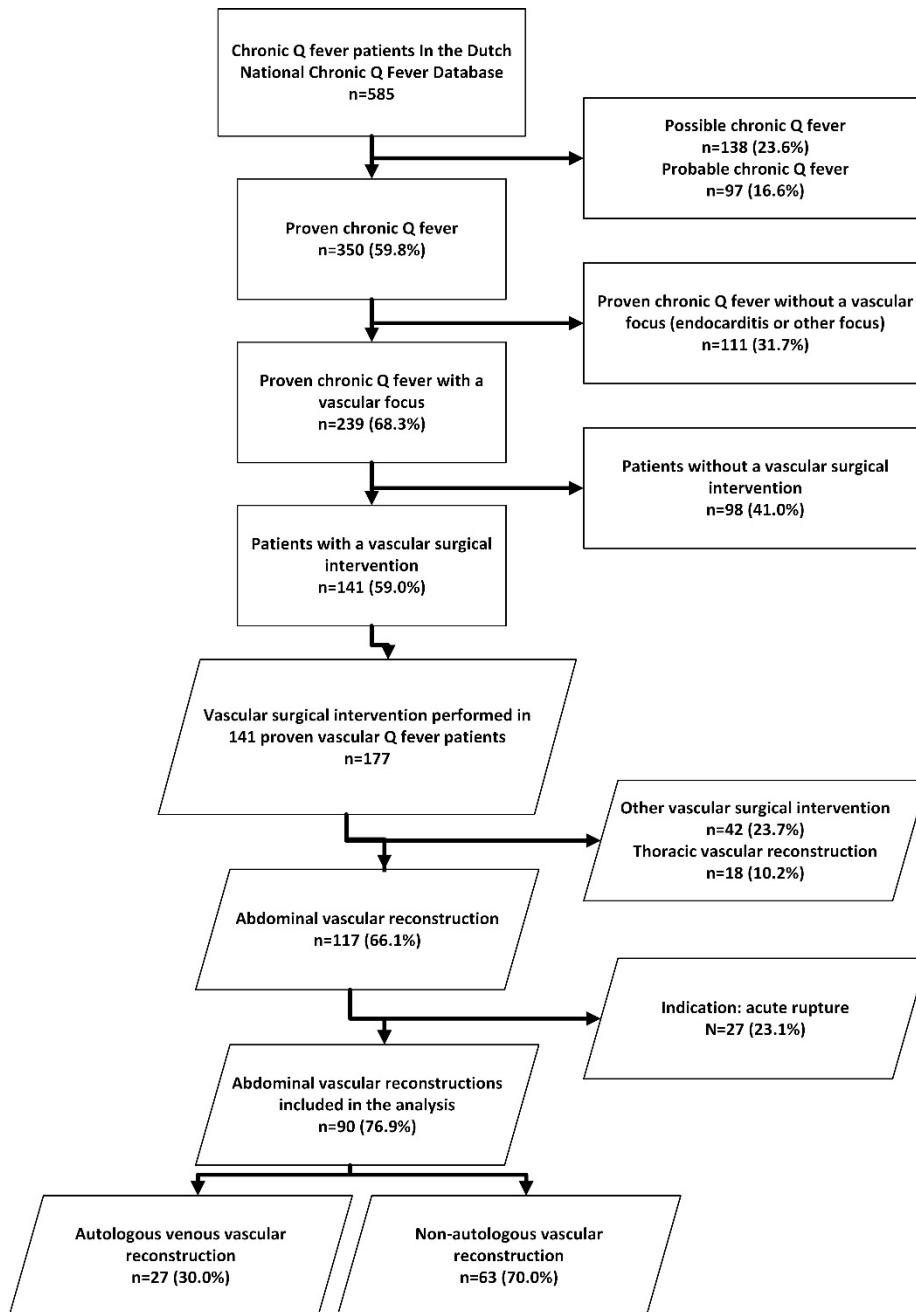 Chronic Q fever patients In the Dutch
National Chronic Q Fever Database
n=585
Possible chronic Q fever
n=138 (23.6%)
Probable chronic Q fever
n=97 (16.6%)
Proven chronic Q fever
n=350 (59.8%)
Proven chronic Q fever without a vascular
focus (endocarditis or other focus)
n=111 (31.7%)
Proven chronic Q fever with a
vascular focus
n=239 (68.3%)
Patients without a vascular surgical
intervention
n=98 (41.0%)
Patients with a vascular surgical
intervention
n=141 (59.0%)
Vascular surgical intervention performed in
141 proven vascular Q fever patients
n=177
Other vascular surgical intervention
n=42 (23.7%)
Thoracic vascular reconstruction
n=18 (10.2%)
Abdominal vascular reconstruction
n=117 (66.1%)
Indication: acute rupture
N=27 (23.1%)
Abdominal vascular reconstructions
included in the analysis
n=90 (76.9%)
Autologous venous vascular
reconstruction
n=27 (30.0%)
Non-autologous vascular
reconstruction
n=63 (70.0%)